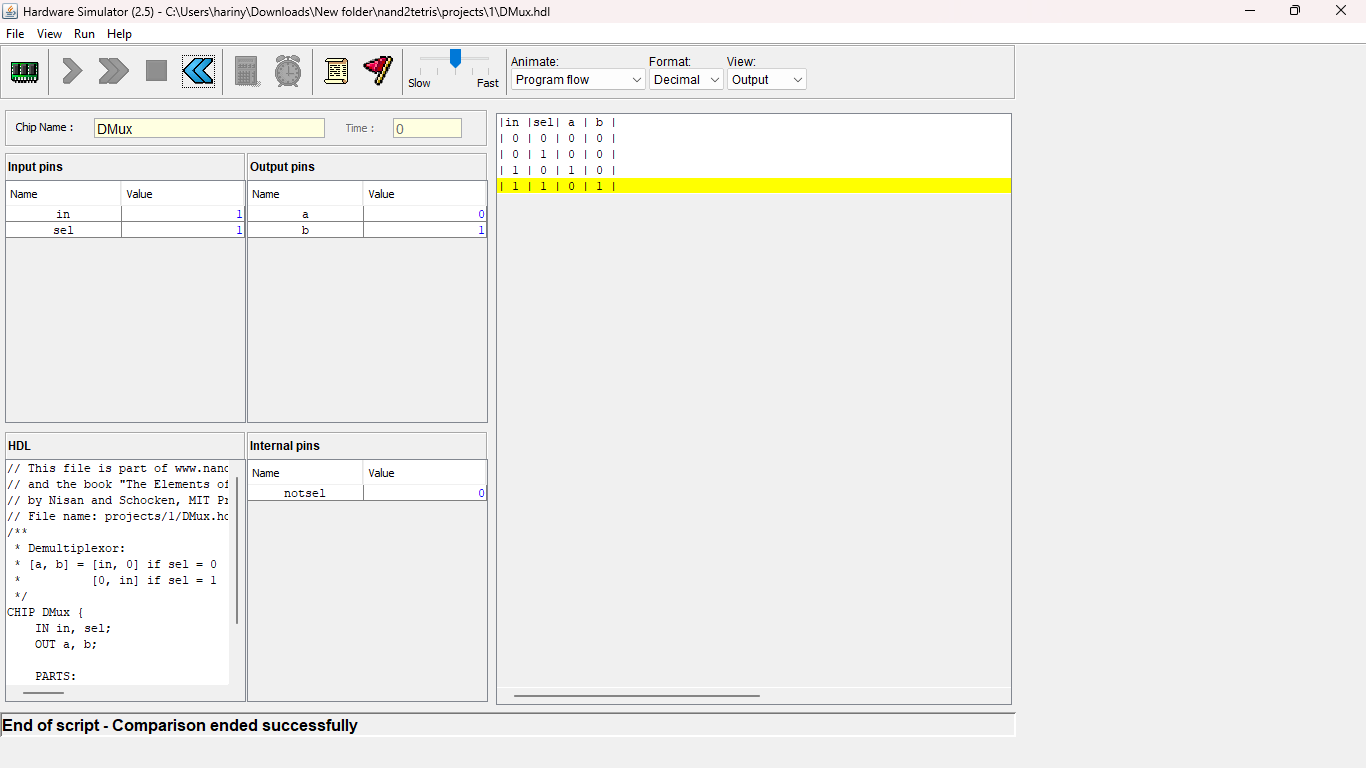 Hardware Simulator (2.5) - C:\Users\hariny\Downloads\New folder\nand2tetris\projects\1\DMux.hdl
File View Run Help
Slow Fast
Animate: Format: View:
Program flow Decimal Output
Chip Name : DMux Time : 0
Input pins
Name Value
in 1
sel 1
Output pins
Name Value
a 0
b 1
|in |sel| a | b |
| 0 | 0 | 0 | 0 |
| 0 | 1 | 0 | 0 |
| 1 | 0 | 1 | 0 |
| 1 | 1 | 0 | 1 |
HDL
// This file is part of www.nand
// and the book "The Elements of
// by Nisan and Schocken, MIT Pr
// File name: projects/1/DMux.hd
/**
* Demultiplexor:
* [a, b] = [in, 0] if sel = 0
* [0, in] if sel = 1
*/
CHIP DMux {
IN in, sel;
OUT a, b;
PARTS:
Internal pins
Name Value
notsel 0
End of script - Comparison ended successfully